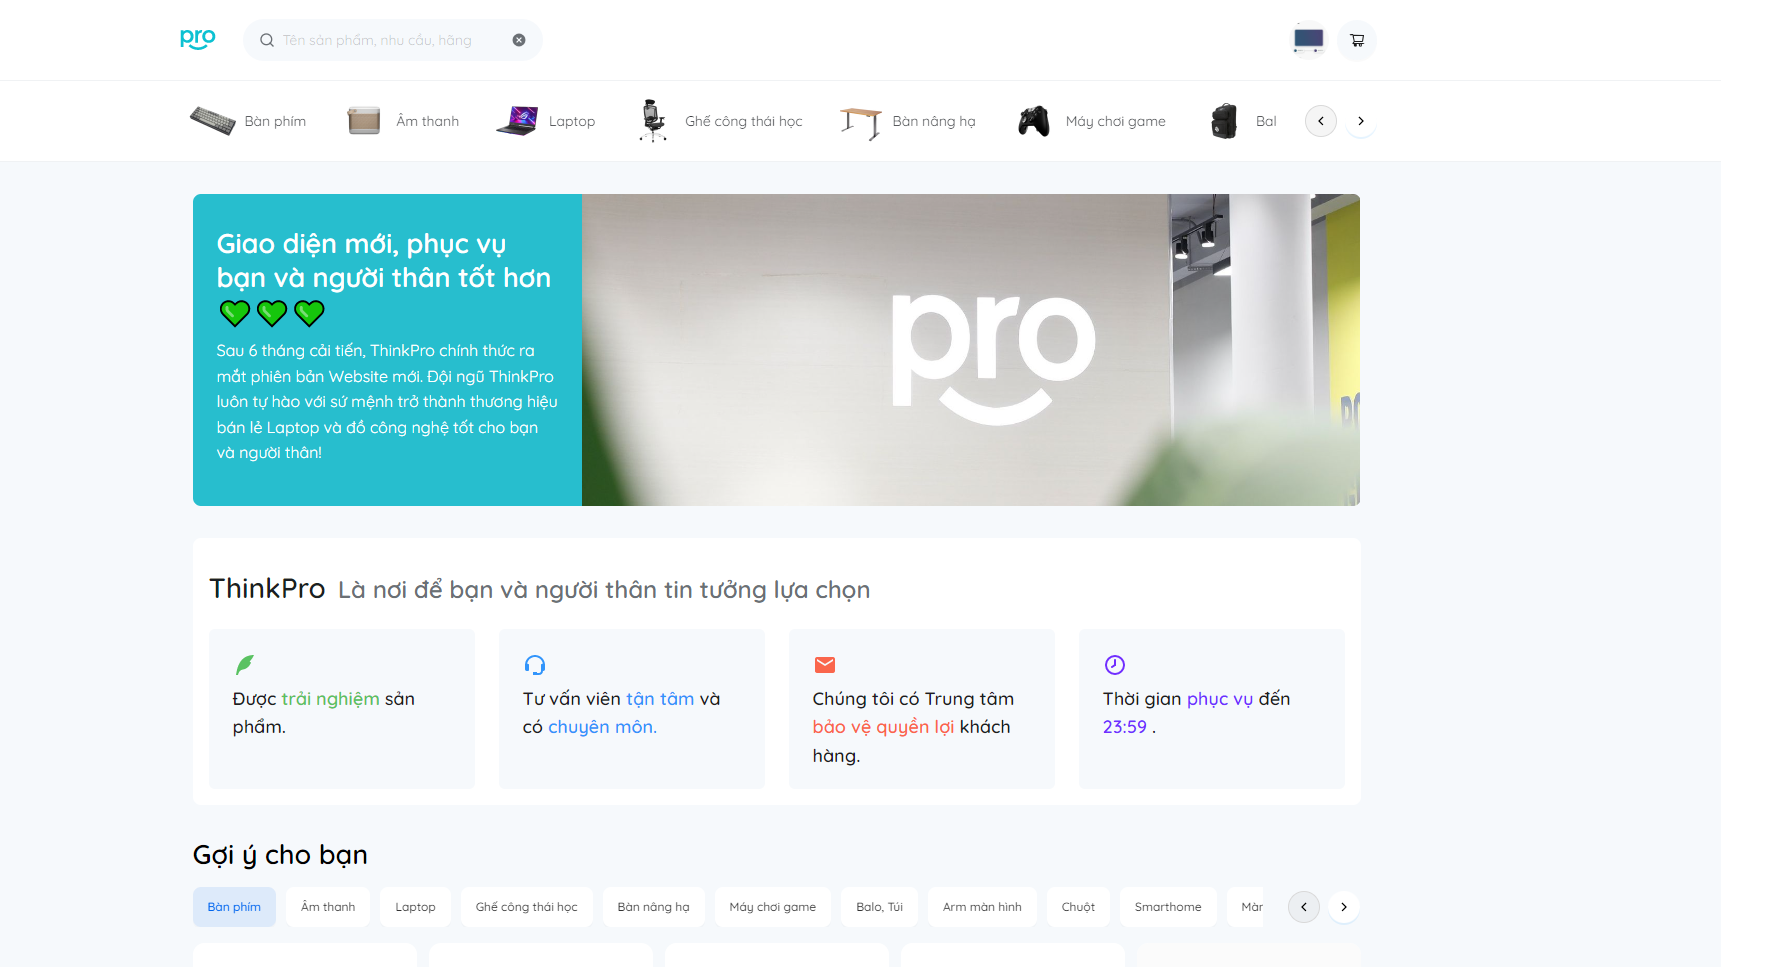 pro
Tên sản phẩm, nhu cầu, hãng
Bàn phím
Âm thanh
Laptop
Ghế công thái học
Bàn nâng hạ
Máy chơi game
Bal
Giao diện mới, phục vụ
bạn và người thân tốt hơn
💚💚💚
Sau 6 tháng cải tiến, ThinkPro chính thức ra
mắt phiên bản Website mới. Đội ngũ ThinkPro
luôn tự hào với sứ mệnh trở thành thương hiệu
bán lẻ Laptop và đồ công nghệ tốt cho bạn
và người thân!
pro
ThinkPro Là nơi để bạn và người thân tin tưởng lựa chọn
Được trải nghiệm sản
phẩm.
Tư vấn viên tận tâm và
có chuyên môn.
Chúng tôi có Trung tâm
bảo vệ quyền lợi khách
hàng.
Thời gian phục vụ đến
23:59 .
Gợi ý cho bạn
Bàn phím
Âm thanh
Laptop
Ghế công thái học
Bàn nâng hạ
Máy chơi game
Balo, Túi
Arm màn hình
Chuột
Smarthome
Màn